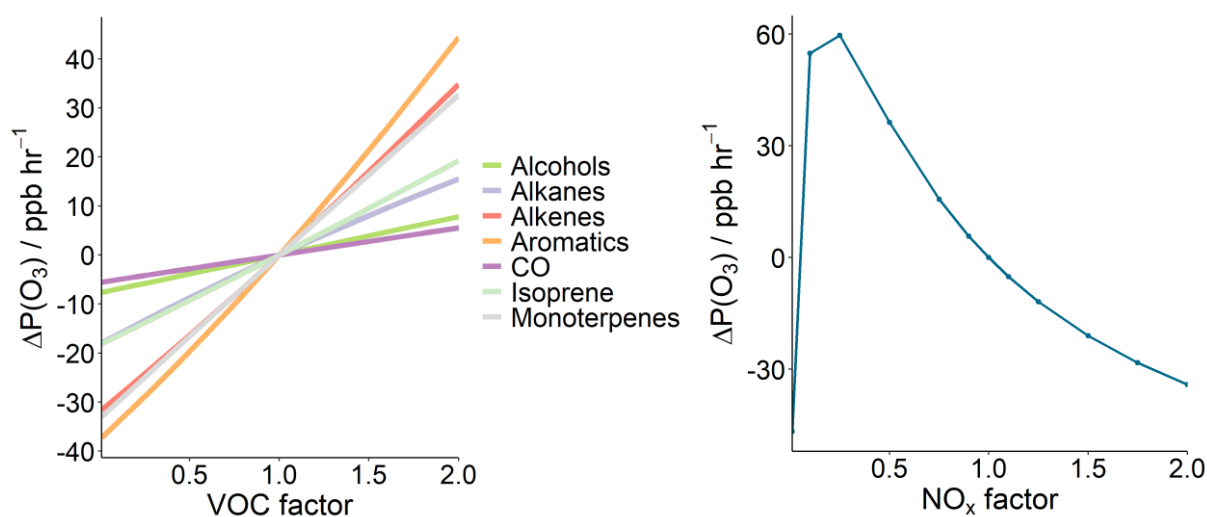 ΔP(O₃) / ppb hr⁻¹
40
30
20
10
0
-10
-20
-30
-40
0.5 1.0 1.5 2.0
VOC factor
Alcohols
Alkanes
Alkenes
Aromatics
CO
Isoprene
Monoterpenes
ΔP(O₃) / ppb hr⁻¹
60
30
0
-30
0.5 1.0 1.5 2.0
NOₓ factor